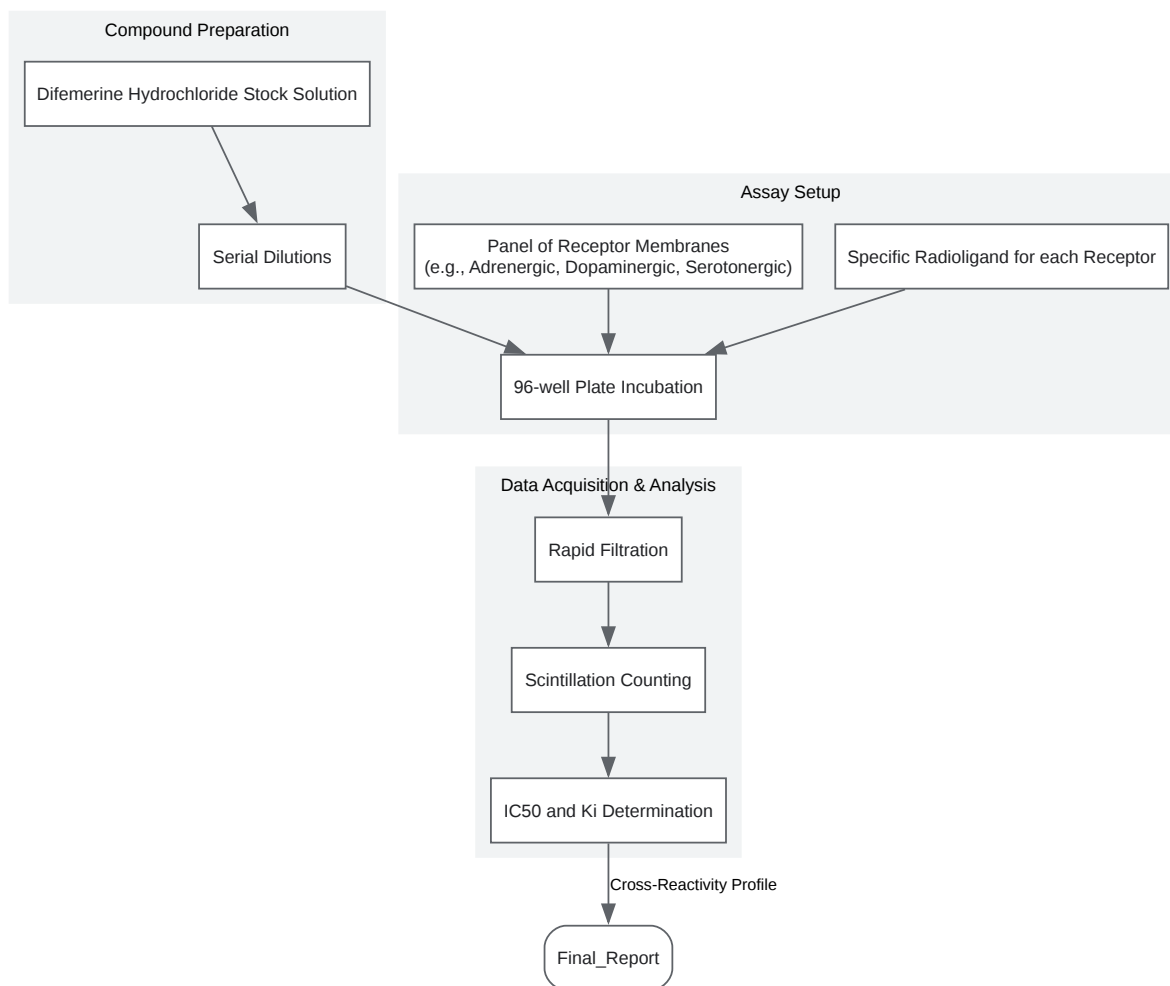 Compound Preparation
Difemerine Hydrochloride Stock Solution
Serial Dilutions
Assay Setup
Panel of Receptor Membranes
(e.g., Adrenergic, Dopaminergic, Serotonergic)
Specific Radioligand for each Receptor
96-well Plate Incubation
Data Acquisition & Analysis
Rapid Filtration
Scintillation Counting
IC50 and Ki Determination
Cross-Reactivity Profile
Final_Report